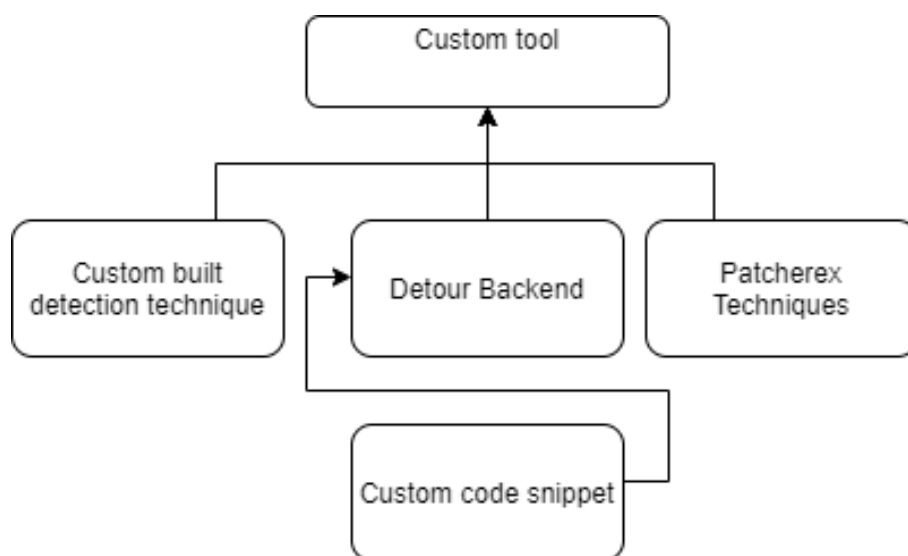 Custom tool
Custom built
detection technique
Detour Backend
Patcherex
Techniques
Custom code snippet